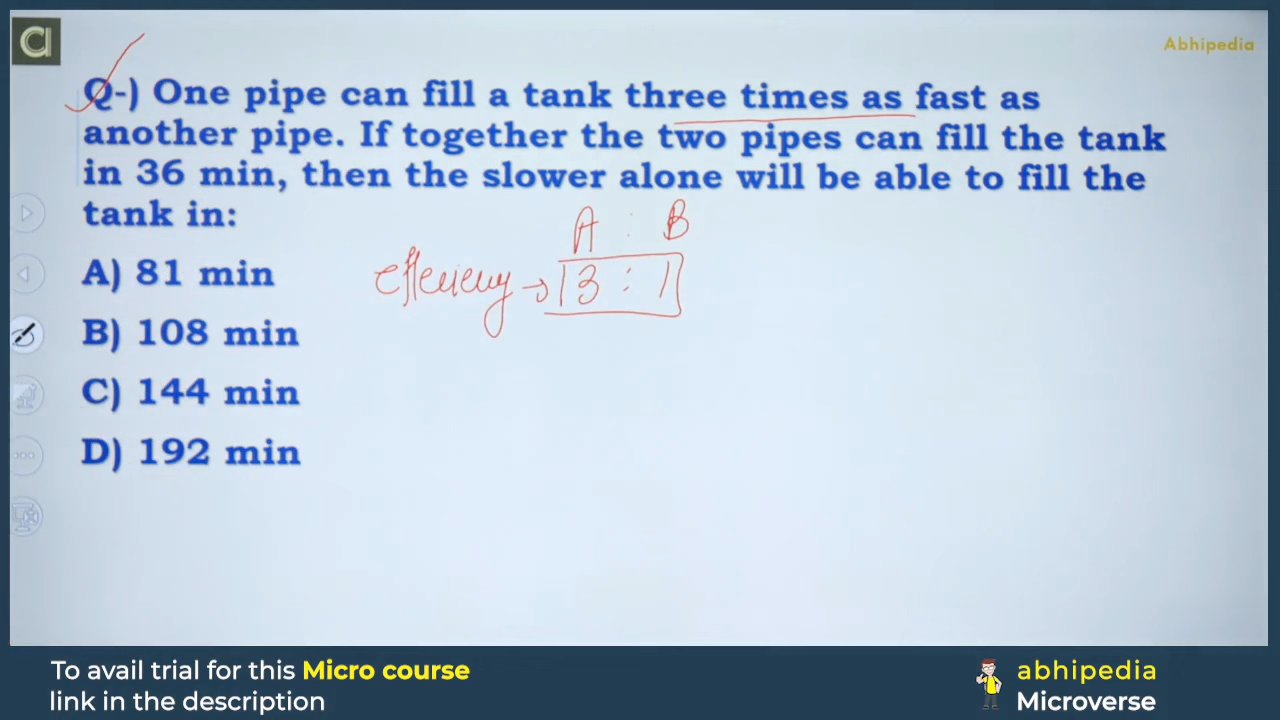 Abhipedia
Q-) One pipe can fill a tank three times as fast as
another pipe. If together the two pipes can fill the tank
in 36 min, then the slower alone will be able to fill the
tank in:
A : B
efficiency → 3 : 1
A) 81 min
B) 108 min
C) 144 min
D) 192 min
To avail trial for this Micro course
link in the description
abhipedia
Microverse